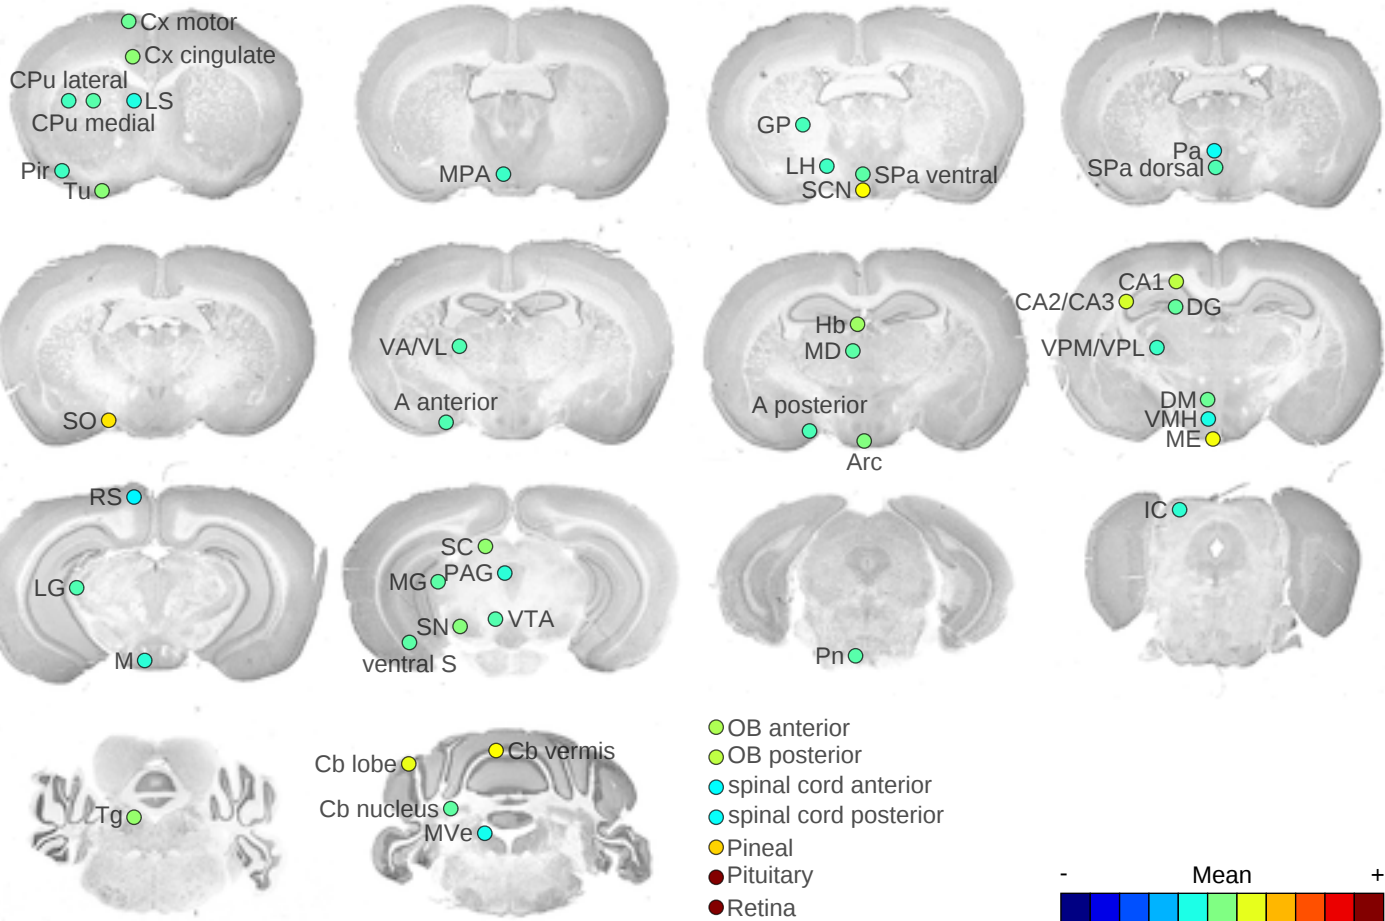 Cx motor
Cx cingulate
CPu lateral
LS
CPu medial
Pir
Tu
MPA
GP
LH
SPa ventral
SCN
Pa
SPa dorsal
SO
VA/VL
A anterior
Hb
MD
A posterior
Arc
CA1
CA2/CA3
DG
VPM/VPL
DM
VMH
ME
RS
LG
M
SC
MG
PAG
SN
VTA
ventral S
Pn
IC
Tg
Cb lobe
Cb vermis
Cb nucleus
MVe
OB anterior
OB posterior
spinal cord anterior
spinal cord posterior
Pineal
Pituitary
Retina
- Mean +